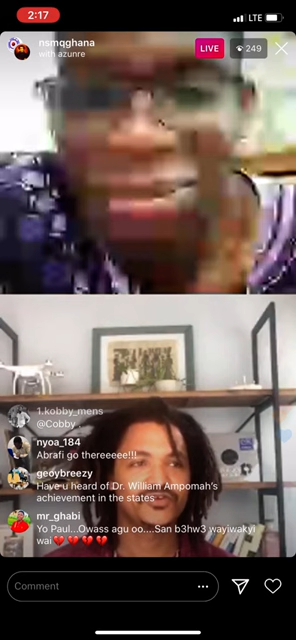 2:17
LTE
nsmqghana
with azunre
LIVE
249
1.kobby_mens
@Cobby
nyoa_184
Abrafi go thereeeee!!!
geoybreezy
Have u heard of Dr. William Ampomah's
achievement in the states
mr_ghabi
Yo Paul...Owass agu oo....San b3hw3 wayiwakyi
wai💔💔💔💔
Comment